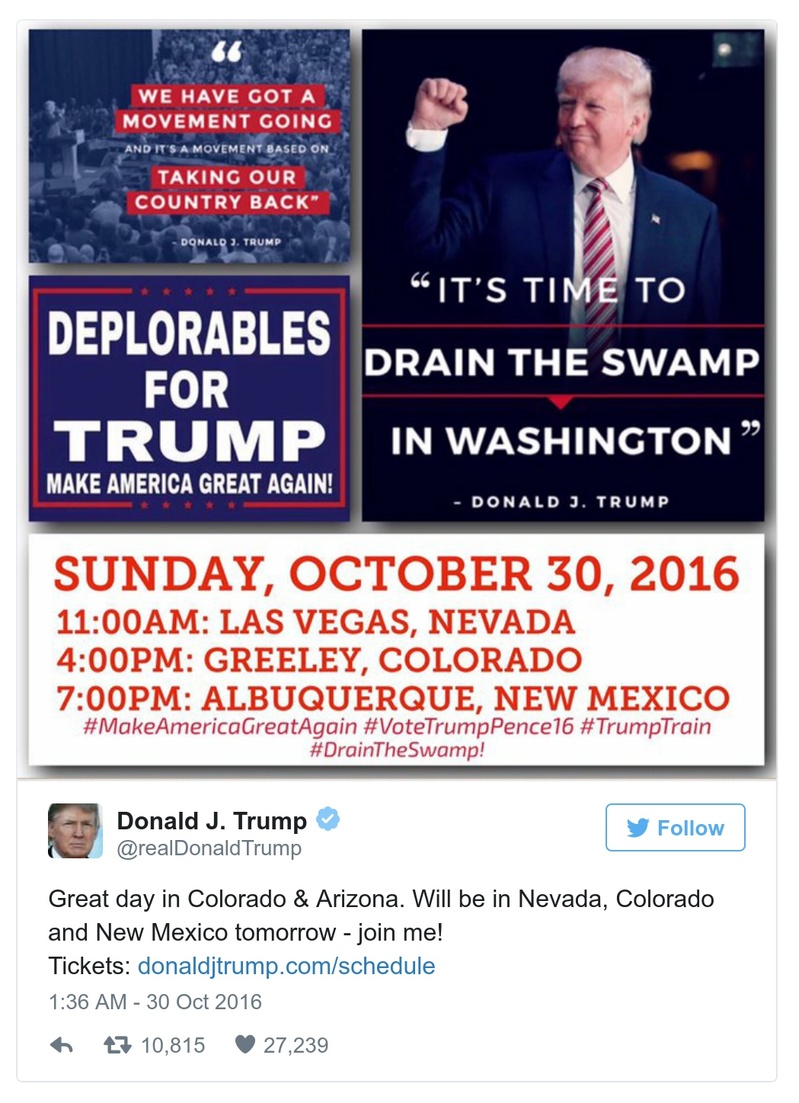 “
WE HAVE GOT A
MOVEMENT GOING
AND IT'S A MOVEMENT BASED ON
TAKING OUR
COUNTRY BACK”
- DONALD J. TRUMP
DEPLORABLES
FOR
TRUMP
MAKE AMERICA GREAT AGAIN!
“IT'S TIME TO
DRAIN THE SWAMP
IN WASHINGTON”
- DONALD J. TRUMP
SUNDAY, OCTOBER 30, 2016
11:00AM: LAS VEGAS, NEVADA
4:00PM: GREELEY, COLORADO
7:00PM: ALBUQUERQUE, NEW MEXICO
#MakeAmericaGreatAgain #VoteTrumpPence16 #TrumpTrain
#DrainTheSwamp!
Donald J. Trump
@realDonaldTrump
Follow
Great day in Colorado & Arizona. Will be in Nevada, Colorado
and New Mexico tomorrow - join me!
Tickets: donaldjtrump.com/schedule
1:36 AM - 30 Oct 2016
10,815 27,239